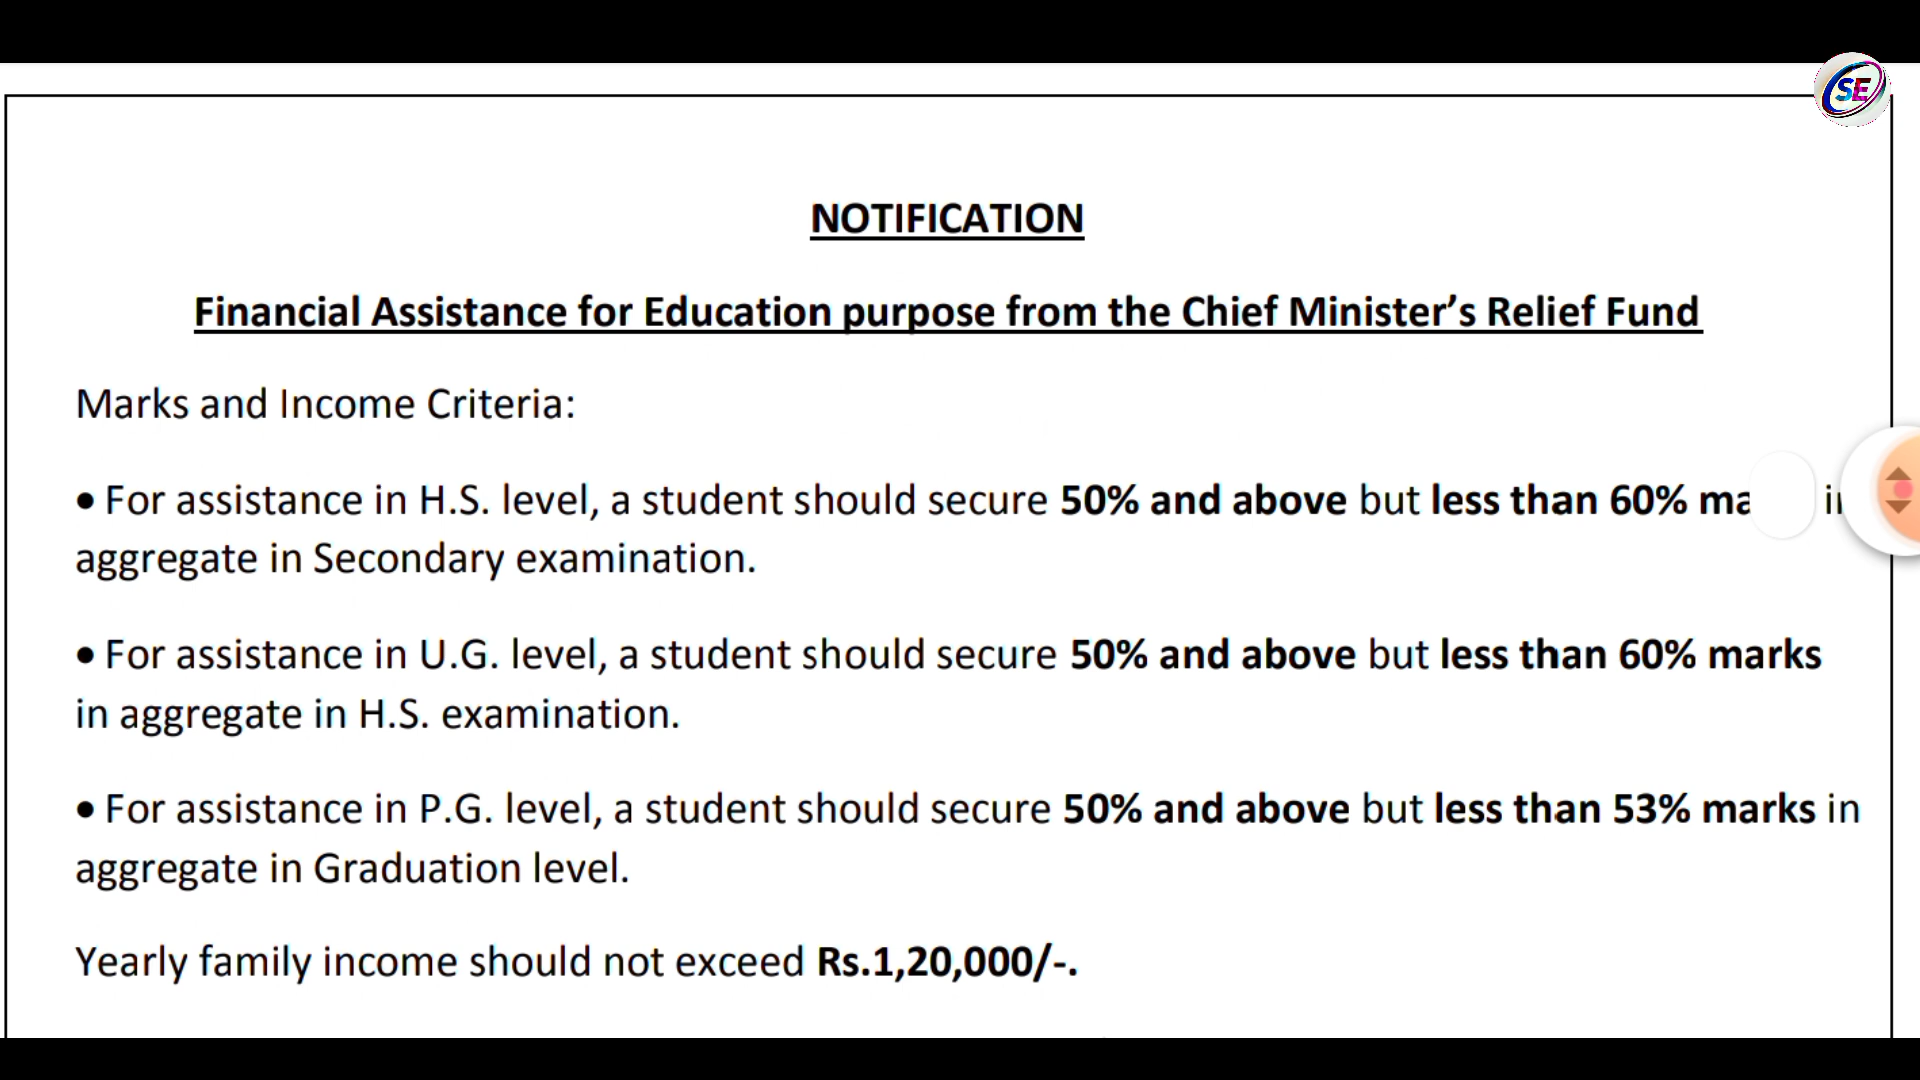 SE
NOTIFICATION
Financial Assistance for Education purpose from the Chief Minister’s Relief Fund
Marks and Income Criteria:
• For assistance in H.S. level, a student should secure 50% and above but less than 60%
aggregate in Secondary examination.
• For assistance in U.G. level, a student should secure 50% and above but less than 60% marks
in aggregate in H.S. examination.
• For assistance in P.G. level, a student should secure 50% and above but less than 53% marks in
aggregate in Graduation level.
Yearly family income should not exceed Rs.1,20,000/-.